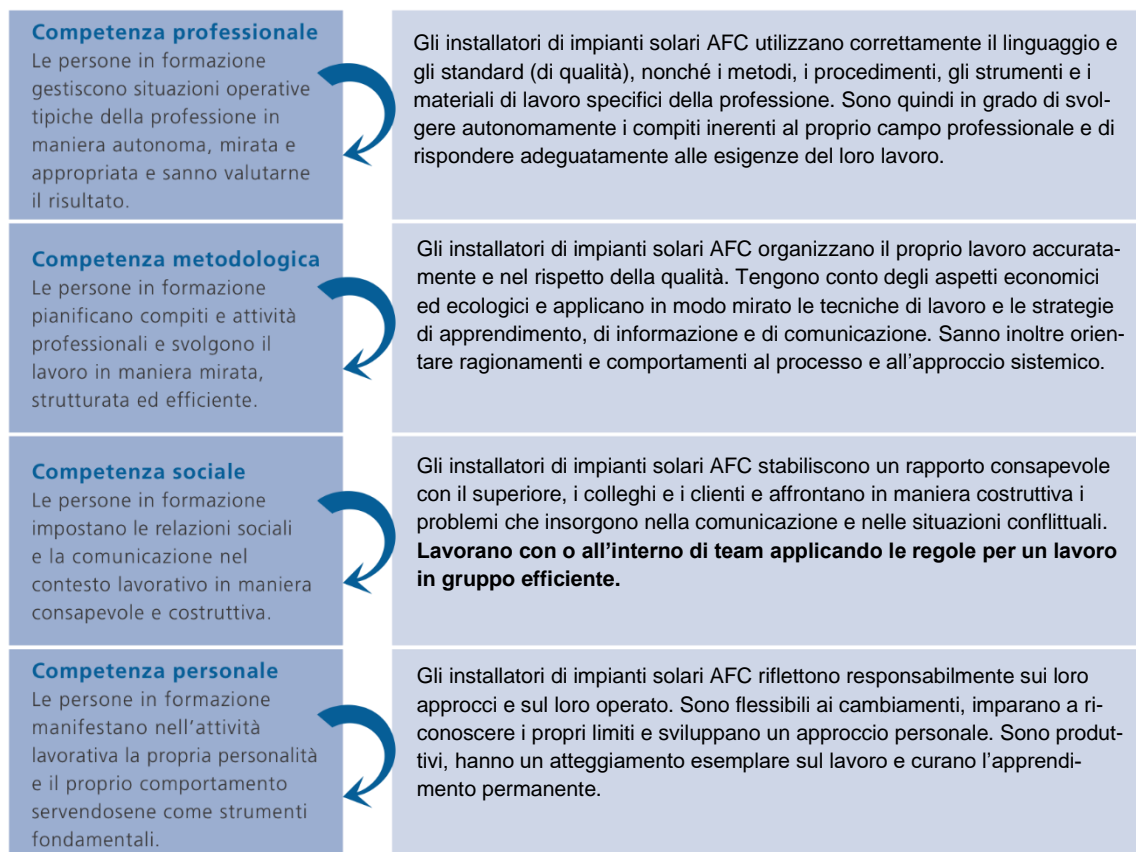 Competenza professionale
Le persone in formazione
gestiscono situazioni operative
tipiche della professione in
maniera autonoma, mirata e
appropriata e sanno valutarne
il risultato.
Gli installatori di impianti solari AFC utilizzano correttamente il linguaggio e
gli standard (di qualità), nonché i metodi, i procedimenti, gli strumenti e i
materiali di lavoro specifici della professione. Sono quindi in grado di svol-
gere autonomamente i compiti inerenti al proprio campo professionale e di
rispondere adeguatamente alle esigenze del loro lavoro.
Competenza metodologica
Le persone in formazione
pianificano compiti e attività
professionali e svolgono il
lavoro in maniera mirata,
strutturata ed efficiente.
Gli installatori di impianti solari AFC organizzano il proprio lavoro accurata-
mente e nel rispetto della qualità. Tengono conto degli aspetti economici
ed ecologici e applicano in modo mirato le tecniche di lavoro e le strategie
di apprendimento, di informazione e di comunicazione. Sanno inoltre orien-
tare ragionamenti e comportamenti al processo e all’approccio sistemico.
Competenza sociale
Le persone in formazione
impostano le relazioni sociali
e la comunicazione nel
contesto lavorativo in maniera
consapevole e costruttiva.
Gli installatori di impianti solari AFC stabiliscono un rapporto consapevole
con il superiore, i colleghi e i clienti e affrontano in maniera costruttiva i
problemi che insorgono nella comunicazione e nelle situazioni conflittuali.
Lavorano con o all’interno di team applicando le regole per un lavoro
in gruppo efficiente.
Competenza personale
Le persone in formazione
manifestano nell’attività
lavorativa la propria personalità
e il proprio comportamento
servendosene come strumenti
fondamentali.
Gli installatori di impianti solari AFC riflettono responsabilmente sui loro
approcci e sul loro operato. Sono flessibili ai cambiamenti, imparano a ri-
conoscere i propri limiti e sviluppano un approccio personale. Sono produt-
tivi, hanno un atteggiamento esemplare sul lavoro e curano l’apprendi-
mento permanente.